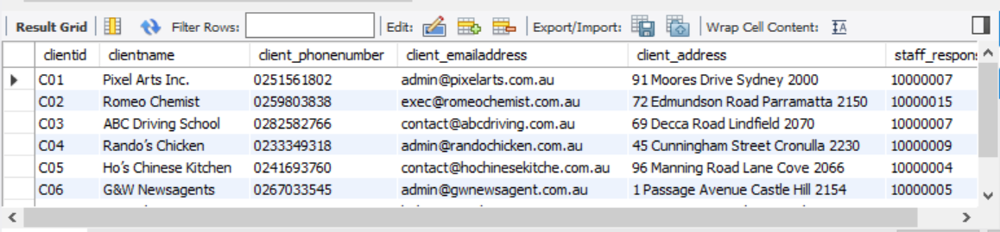 Result Grid Filter Rows: Edit: Export/Import: Wrap Cell Content: IA
clientid clientname client_phonenumber client_emailaddress client_address staff_respons
C01 Pixel Arts Inc. 0251561802 admin@pixelarts.com.au 91 Moores Drive Sydney 2000 10000007
C02 Romeo Chemist 0259803838 exec@romeochemist.com.au 72 Edmundson Road Parramatta 2150 10000015
C03 ABC Driving School 0282582766 contact@abcdriving.com.au 69 Decca Road Lindfield 2070 10000007
C04 Rando’s Chicken 0233349318 admin@randochicken.com.au 45 Cunningham Street Cronulla 2230 10000009
C05 Ho’s Chinese Kitchen 0241693760 contact@hochinesekitche.com.au 96 Manning Road Lane Cove 2066 10000004
C06 G&W Newsagents 0267033545 admin@gwnewsagent.com.au 1 Passage Avenue Castle Hill 2154 10000005